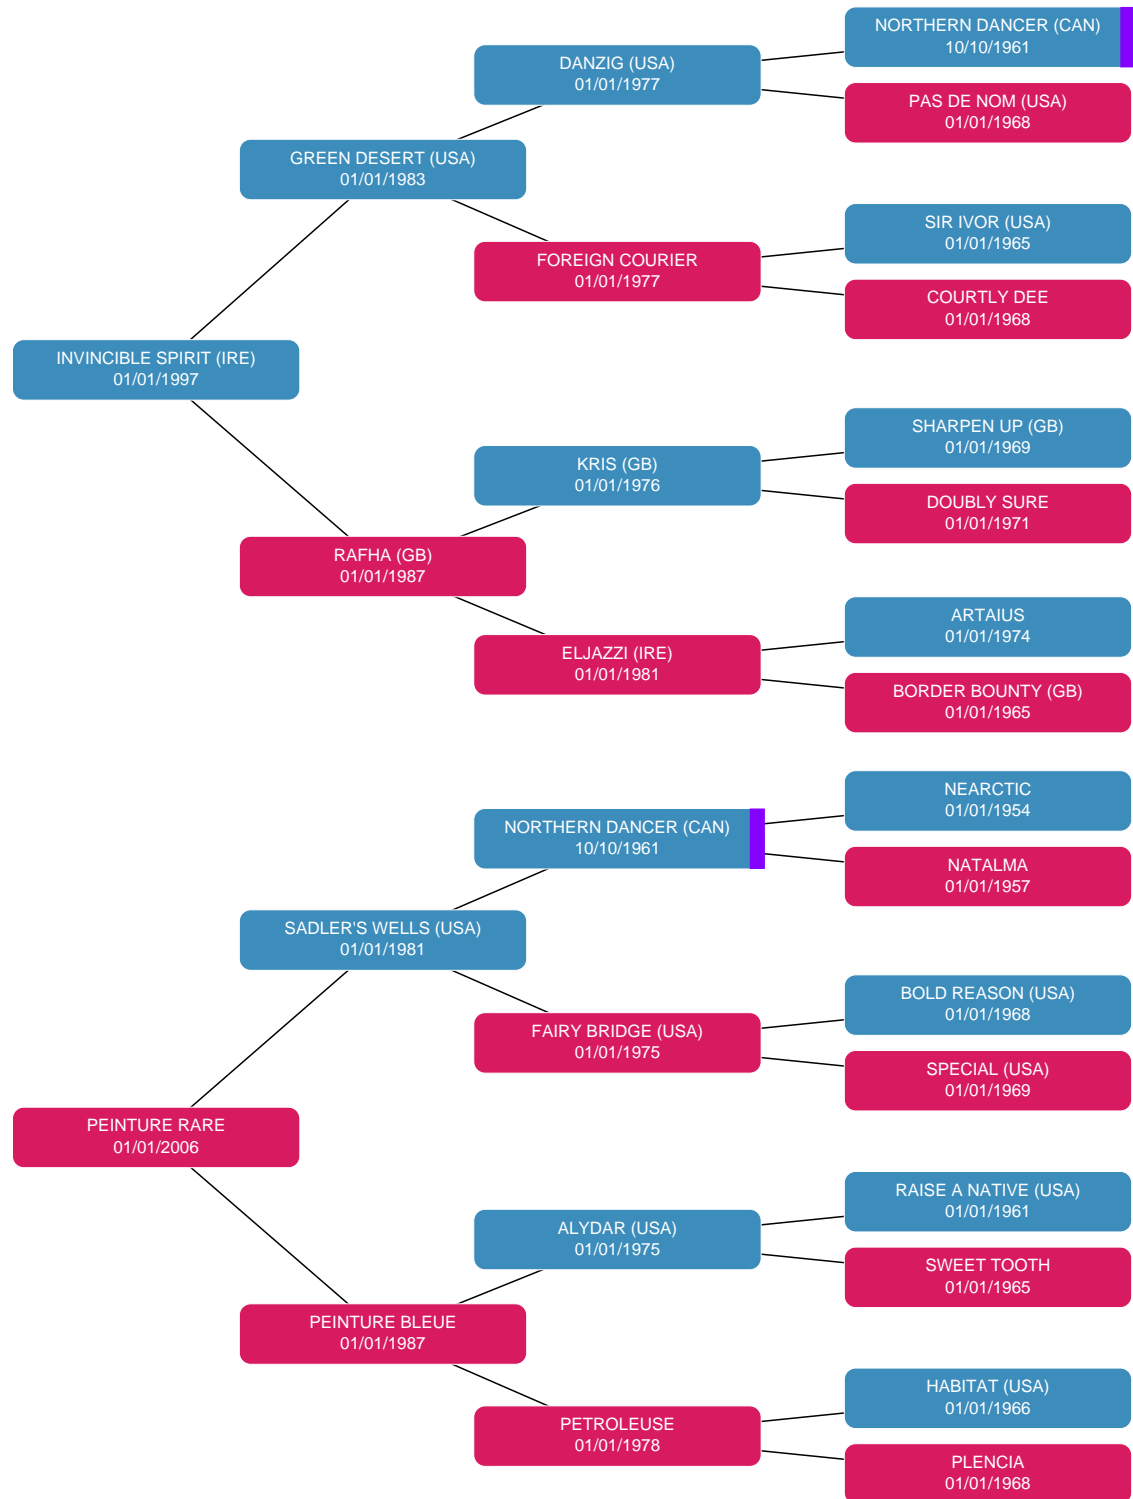 NORTHERN DANCER (CAN)
10/10/1961
DANZIG (USA)
01/01/1977
PAS DE NOM (USA)
01/01/1968
GREEN DESERT (USA)
01/01/1983
SIR IVOR (USA)
01/01/1965
FOREIGN COURIER
01/01/1977
COURTLY DEE
01/01/1968
INVINCIBLE SPIRIT (IRE)
01/01/1997
SHARPEN UP (GB)
01/01/1969
KRIS (GB)
01/01/1976
DOUBLY SURE
01/01/1971
RAFHA (GB)
01/01/1987
ARTAIUS
01/01/1974
ELJAZZI (IRE)
01/01/1981
BORDER BOUNTY (GB)
01/01/1965
NEARCTIC
01/01/1954
NORTHERN DANCER (CAN)
10/10/1961
NATALMA
01/01/1957
SADLER'S WELLS (USA)
01/01/1981
BOLD REASON (USA)
01/01/1968
FAIRY BRIDGE (USA)
01/01/1975
SPECIAL (USA)
01/01/1969
PEINTURE RARE
01/01/2006
RAISE A NATIVE (USA)
01/01/1961
ALYDAR (USA)
01/01/1975
SWEET TOOTH
01/01/1965
PEINTURE BLEUE
01/01/1987
HABITAT (USA)
01/01/1966
PETROLEUSE
01/01/1978
PLENCIA
01/01/1968